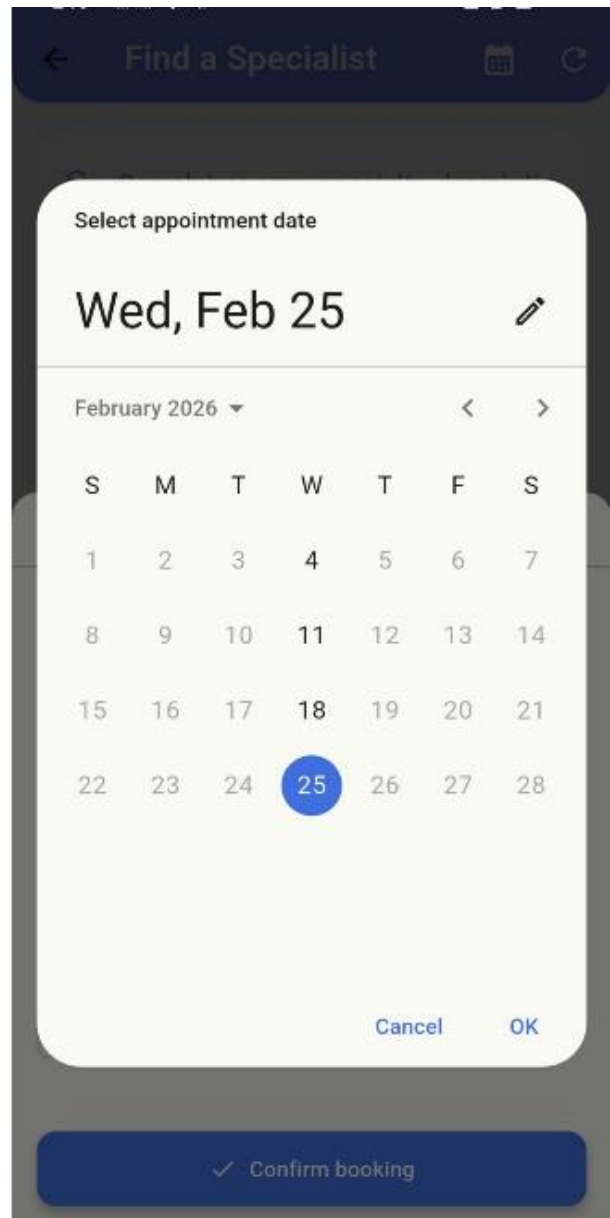 Find a Specialist
Select appointment date
Wed, Feb 25
February 2026
S M T W T F S
1 2 3 4 5 6 7
8 9 10 11 12 13 14
15 16 17 18 19 20 21
22 23 24 25 26 27 28
Cancel OK
Confirm booking